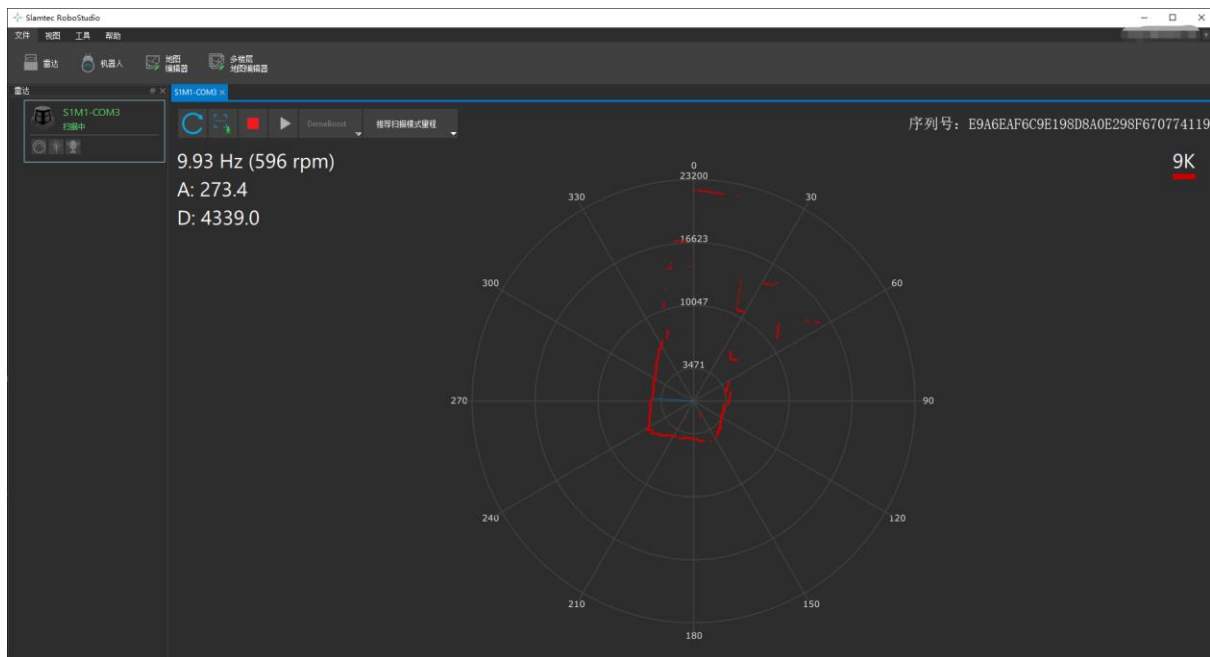 Slamtec RoboStudio
文件 视图 工具 帮助
雷达 机器人 地图编辑器 多楼层地图编辑器
雷达
S1M1-COM3
扫描中
S1M1-COM3
DenseBoost 推荐扫描模式量程
序列号: E9A6EAF6C9E198D8A0E298F670774119
9.93 Hz (596 rpm)
9K
A: 273.4
D: 4339.0
0
23200
330
30
16623
300
60
10047
3471
270
90
240
120
210
150
180